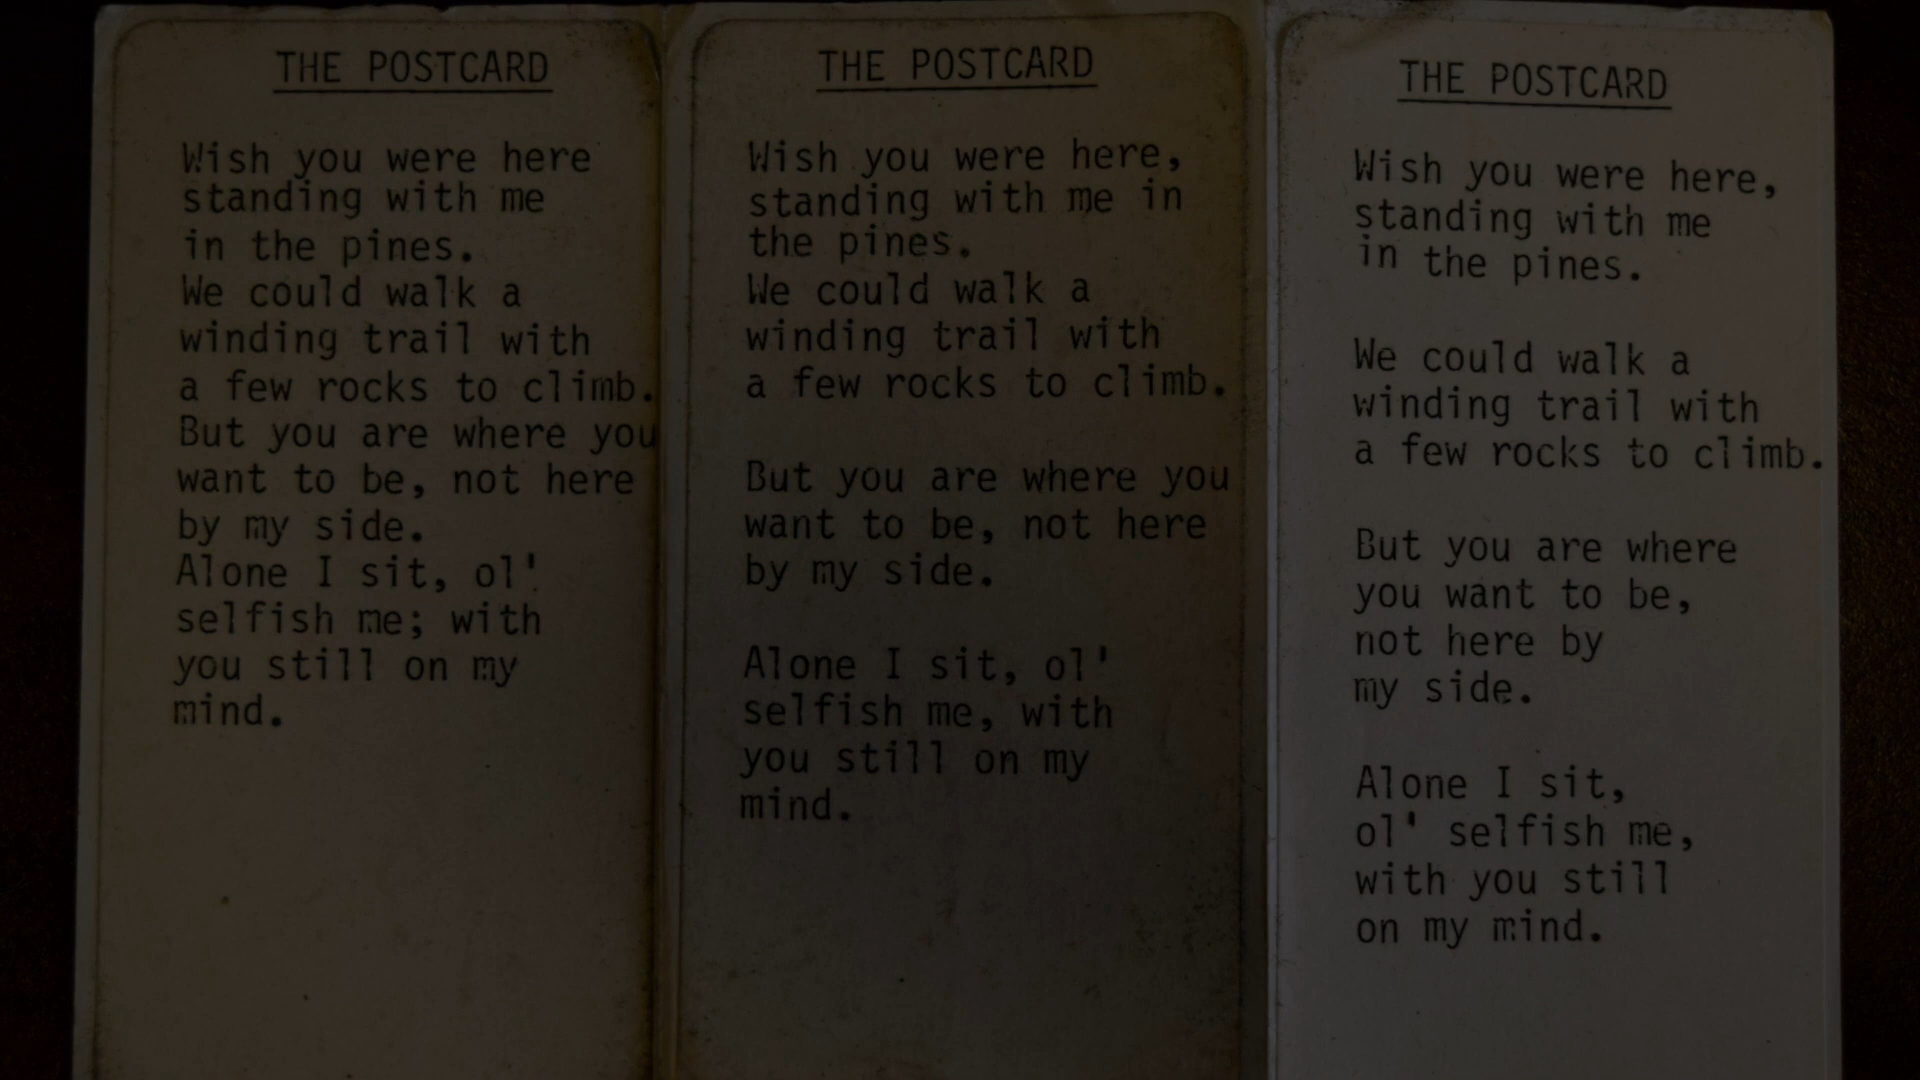 THE POSTCARD
Wish you were here
standing with me
in the pines.
We could walk a
winding trail with
a few rocks to climb.
But you are where you
want to be, not here
by my side.
Alone I sit, ol'
selfish me; with
you still on my
mind.
THE POSTCARD
Wish you were here,
standing with me in
the pines.
We could walk a
winding trail with
a few rocks to climb.
But you are where you
want to be, not here
by my side.
Alone I sit, ol'
selfish me, with
you still on my
mind.
THE POSTCARD
Wish you were here,
standing with me
in the pines.
We could walk a
winding trail with
a few rocks to climb.
But you are where
you want to be,
not here by
my side.
Alone I sit,
ol' selfish me,
with you still
on my mind.